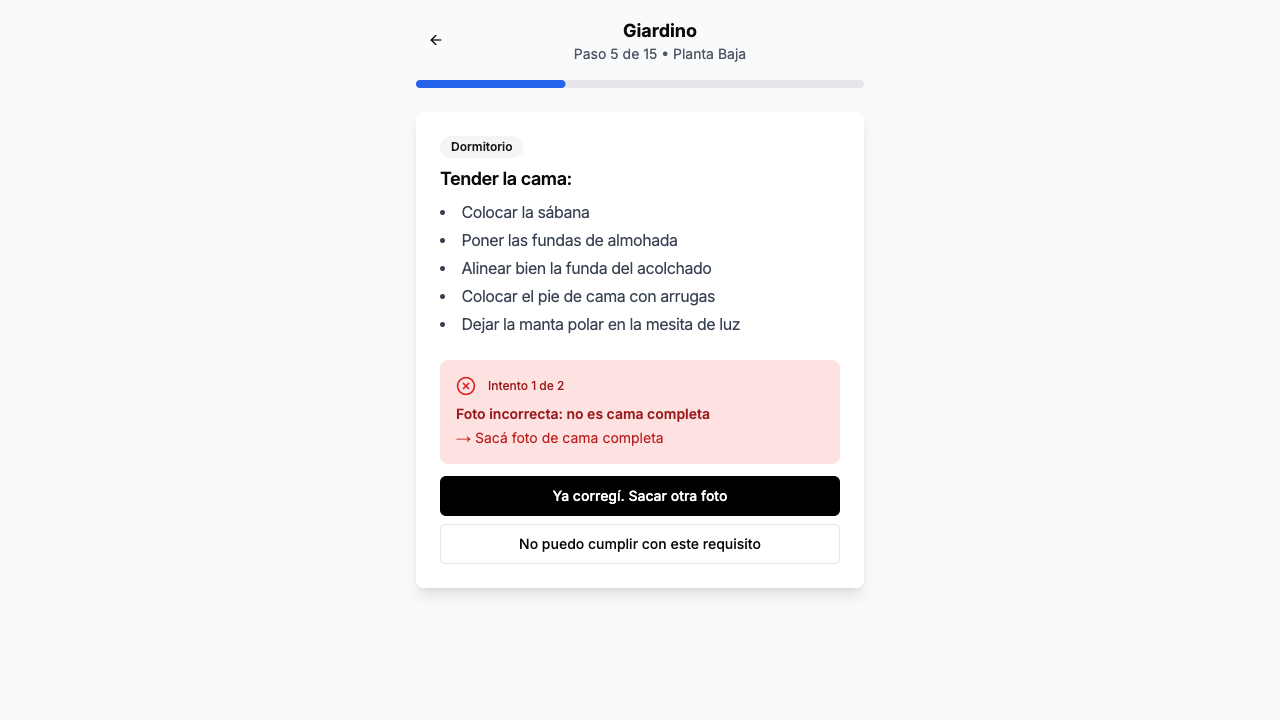 Giardino
Paso 5 de 15 • Planta Baja
Dormitorio
Tender la cama:
• Colocar la sábana
• Poner las fundas de almohada
• Alinear bien la funda del acolchado
• Colocar el pie de cama con arrugas
• Dejar la manta polar en la mesita de luz
Intento 1 de 2
Foto incorrecta: no es cama completa
→ Sacá foto de cama completa
Ya corregí. Sacar otra foto
No puedo cumplir con este requisito